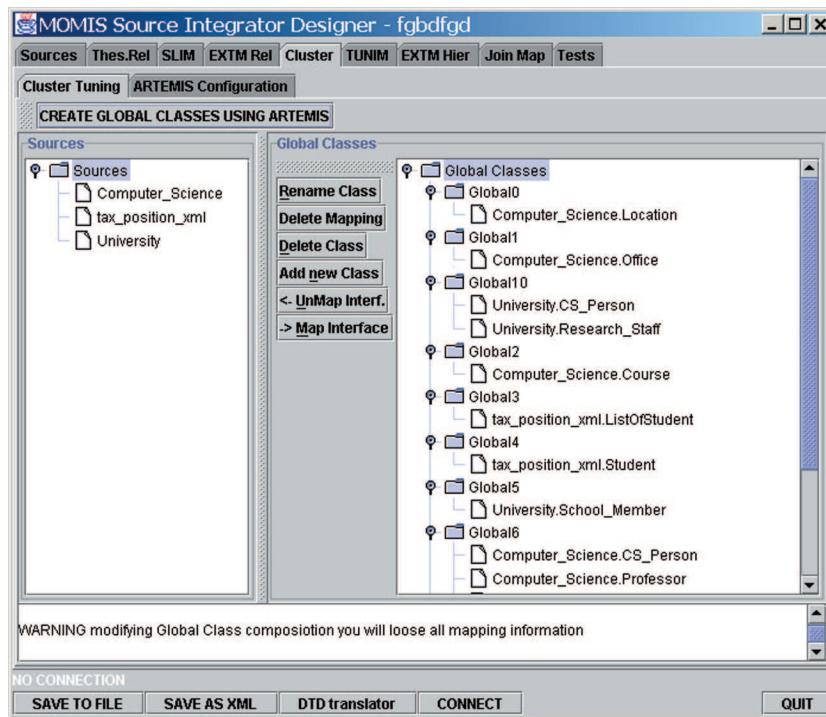 MOMIS Source Integrator Designer - fgbdfgd
Sources Thes.Rel SLIM EXTM Rel Cluster TUNIM EXTM Hier Join Map Tests
Cluster Tuning ARTEMIS Configuration
CREATE GLOBAL CLASSES USING ARTEMIS
Sources
Sources
Computer_Science
tax_position_xml
University
Global Classes
Rename Class
Delete Mapping
Delete Class
Add new Class
<- UnMap Interf.
-> Map Interface
Global Classes
Global0
Computer_Science.Location
Global1
Computer_Science.Office
Global10
University.CS_Person
University.Research_Staff
Global2
Computer_Science.Course
Global3
tax_position_xml.ListOfStudent
Global4
tax_position_xml.Student
Global5
University.School_Member
Global6
Computer_Science.CS_Person
Computer_Science.Professor
WARNING modifying Global Class composiotion you will loose all mapping information
NO CONNECTION
SAVE TO FILE SAVE AS XML DTD translator CONNECT QUIT